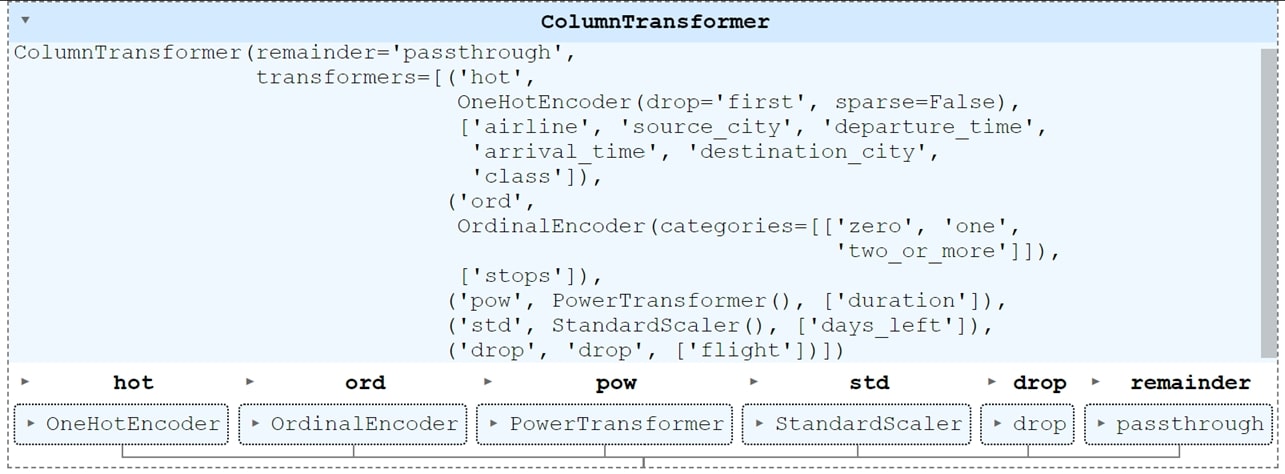 ColumnTransformer
ColumnTransformer(remainder='passthrough',
transformers=[('hot',
OneHotEncoder(drop='first', sparse=False),
['airline', 'source_city', 'departure_time',
'arrival_time', 'destination_city',
'class']),
('ord',
OrdinalEncoder(categories=[['zero', 'one',
'two_or_more']]),
['stops']),
('pow', PowerTransformer(), ['duration']),
('std', StandardScaler(), ['days_left']),
('drop', 'drop', ['flight'])])
hot ord pow std drop remainder
OneHotEncoder OrdinalEncoder PowerTransformer StandardScaler drop passthrough